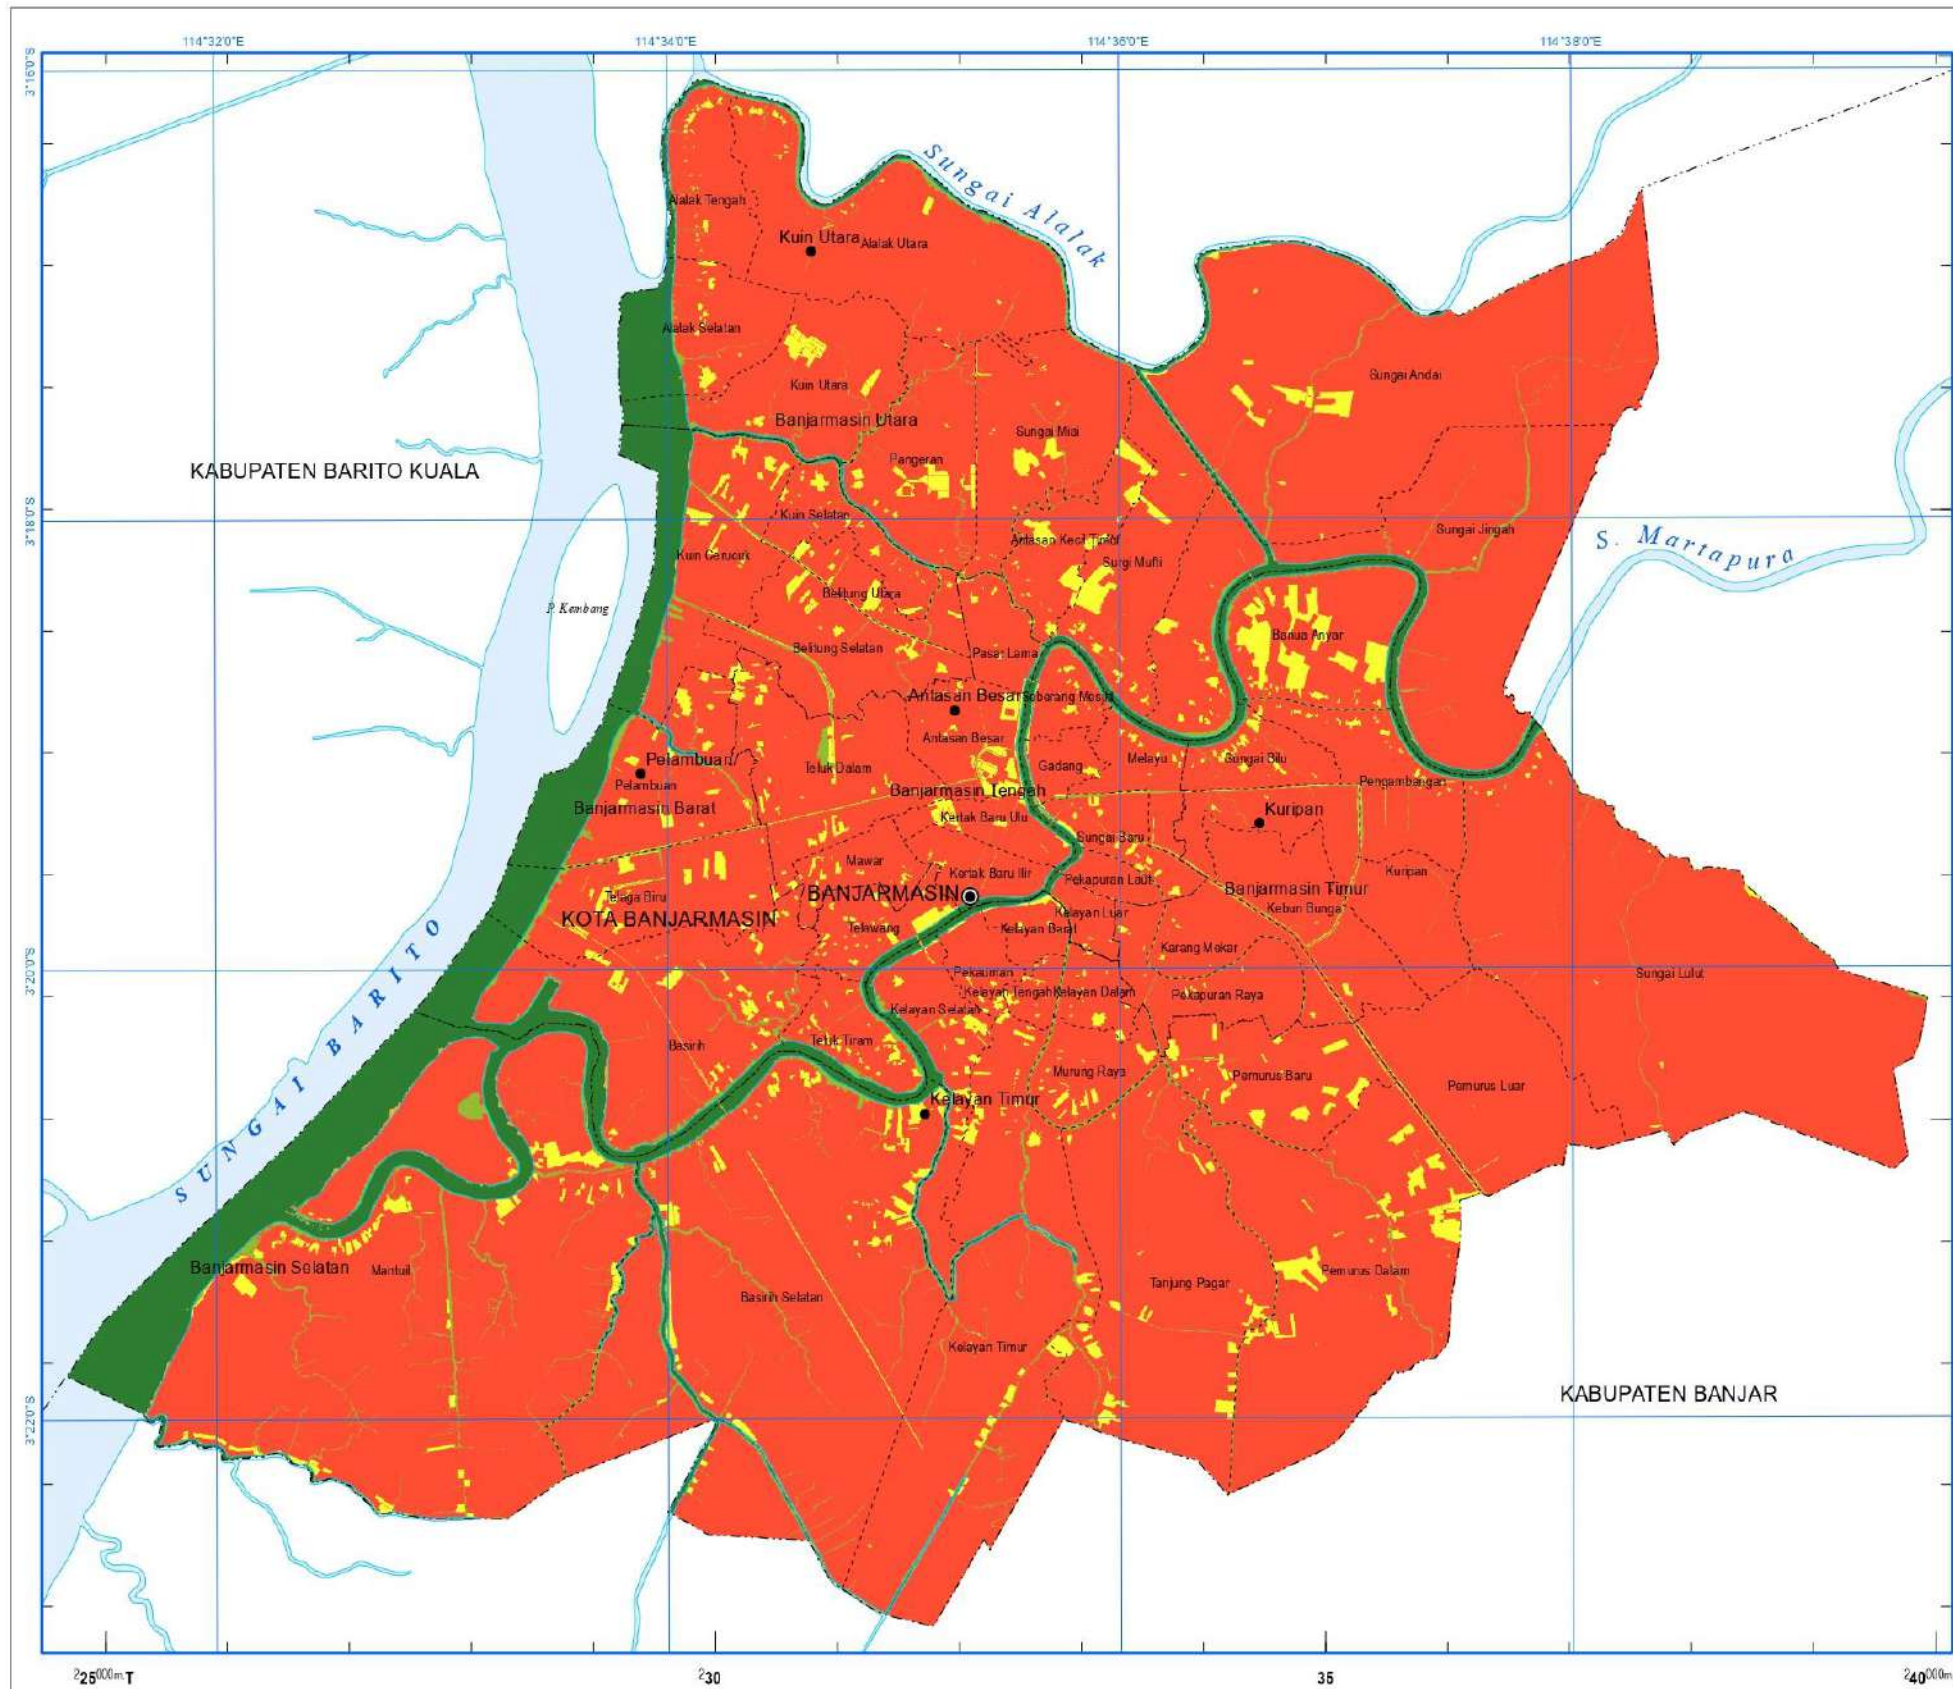 114°32'0"E
114°34'0"E
114°36'0"E
114°38'0"E
3°16'0"S
3°18'0"S
3°20'0"S
3°22'0"S
Sungai Alalak
Alalak Tengah
Kuin Utara
Alalak Utara
Alalak Selatan
Kuin Utara
Sungai Andai
Banjarmasin Utara
Sungai Miai
Pangeran
KABUPATEN BARITO KUALA
Kuin Selatan
Sungai Jingah
Antasan Kecil Timur
S. Martapura
Kuin Cerucuk
Surgi Mufti
Belitung Utara
P. Kembang
Banua Anyar
Belitung Selatan
Pasar Lama
Antasan Besar
Seberang Mesjid
Antasan Besar
Pelambuan
Teluk Dalam
Gadang
Melayu
Sungai Bilu
Pelambuan
Banjarmasin Tengah
Pengambangan
Banjarmasin Barat
Kertak Baru Ulu
Kuripan
Sungai Baru
Mawar
Kertak Baru Ilir
Pekapuran Laut
Kuripan
BANJARMASIN
Banjarmasin Timur
Telaga Biru
Kebun Bunga
KOTA BANJARMASIN
Kelayan Luar
Telawang
Kelayan Barat
Karang Mekar
Pekauman
Sungai Lulut
Kelayan Tengah
Kelayan Dalam
Pekapuran Raya
Kelayan Selatan
Teluk Tiram
Basirih
Murung Raya
Pemurus Baru
Pemurus Luar
Kelayan Timur
SUNGAI BARITO
Banjarmasin Selatan
Mantuil
Pemurus Dalam
Tanjung Pagar
Basirih Selatan
Kelayan Timur
KABUPATEN BANJAR
225000m.T
230
35
240000m